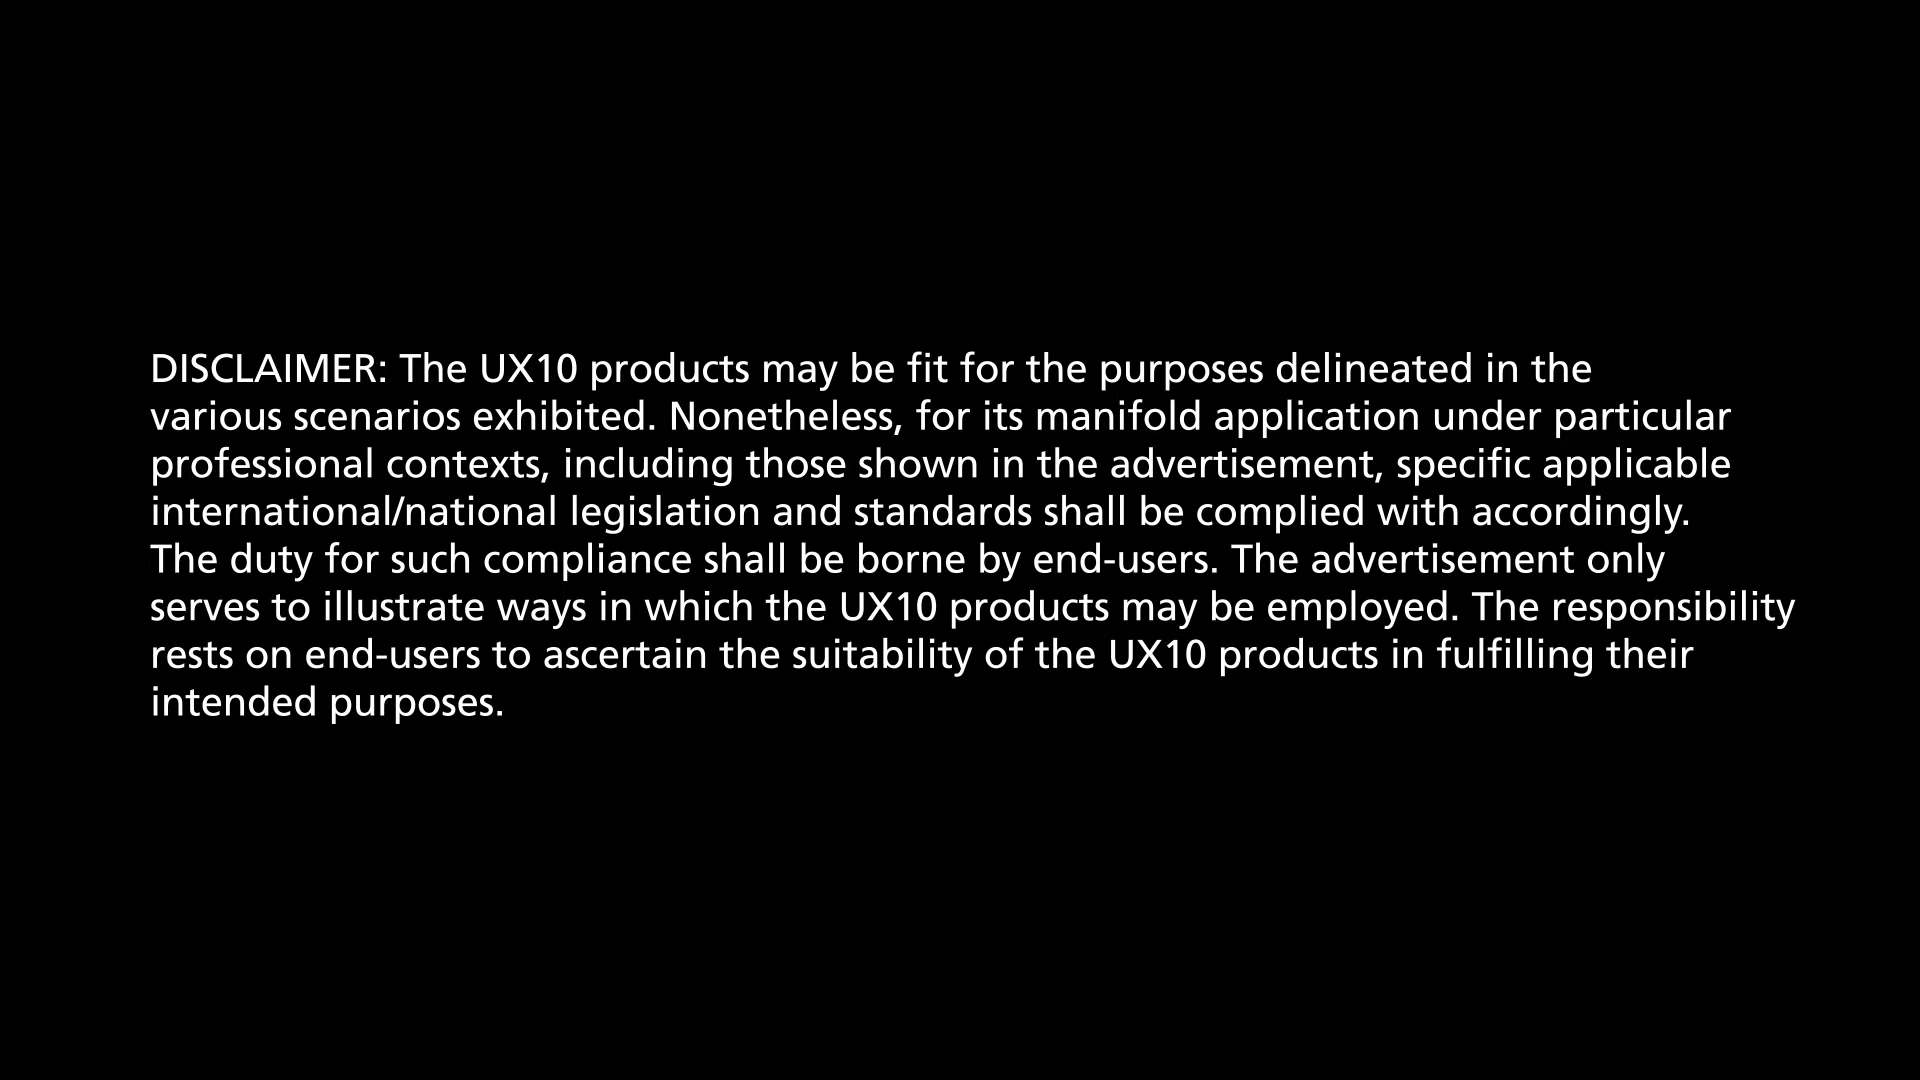 DISCLAIMER: The UX10 products may be fit for the purposes delineated in the
various scenarios exhibited. Nonetheless, for its manifold application under particular
professional contexts, including those shown in the advertisement, specific applicable
international/national legislation and standards shall be complied with accordingly.
The duty for such compliance shall be borne by end-users. The advertisement only
serves to illustrate ways in which the UX10 products may be employed. The responsibility
rests on end-users to ascertain the suitability of the UX10 products in fulfilling their
intended purposes.